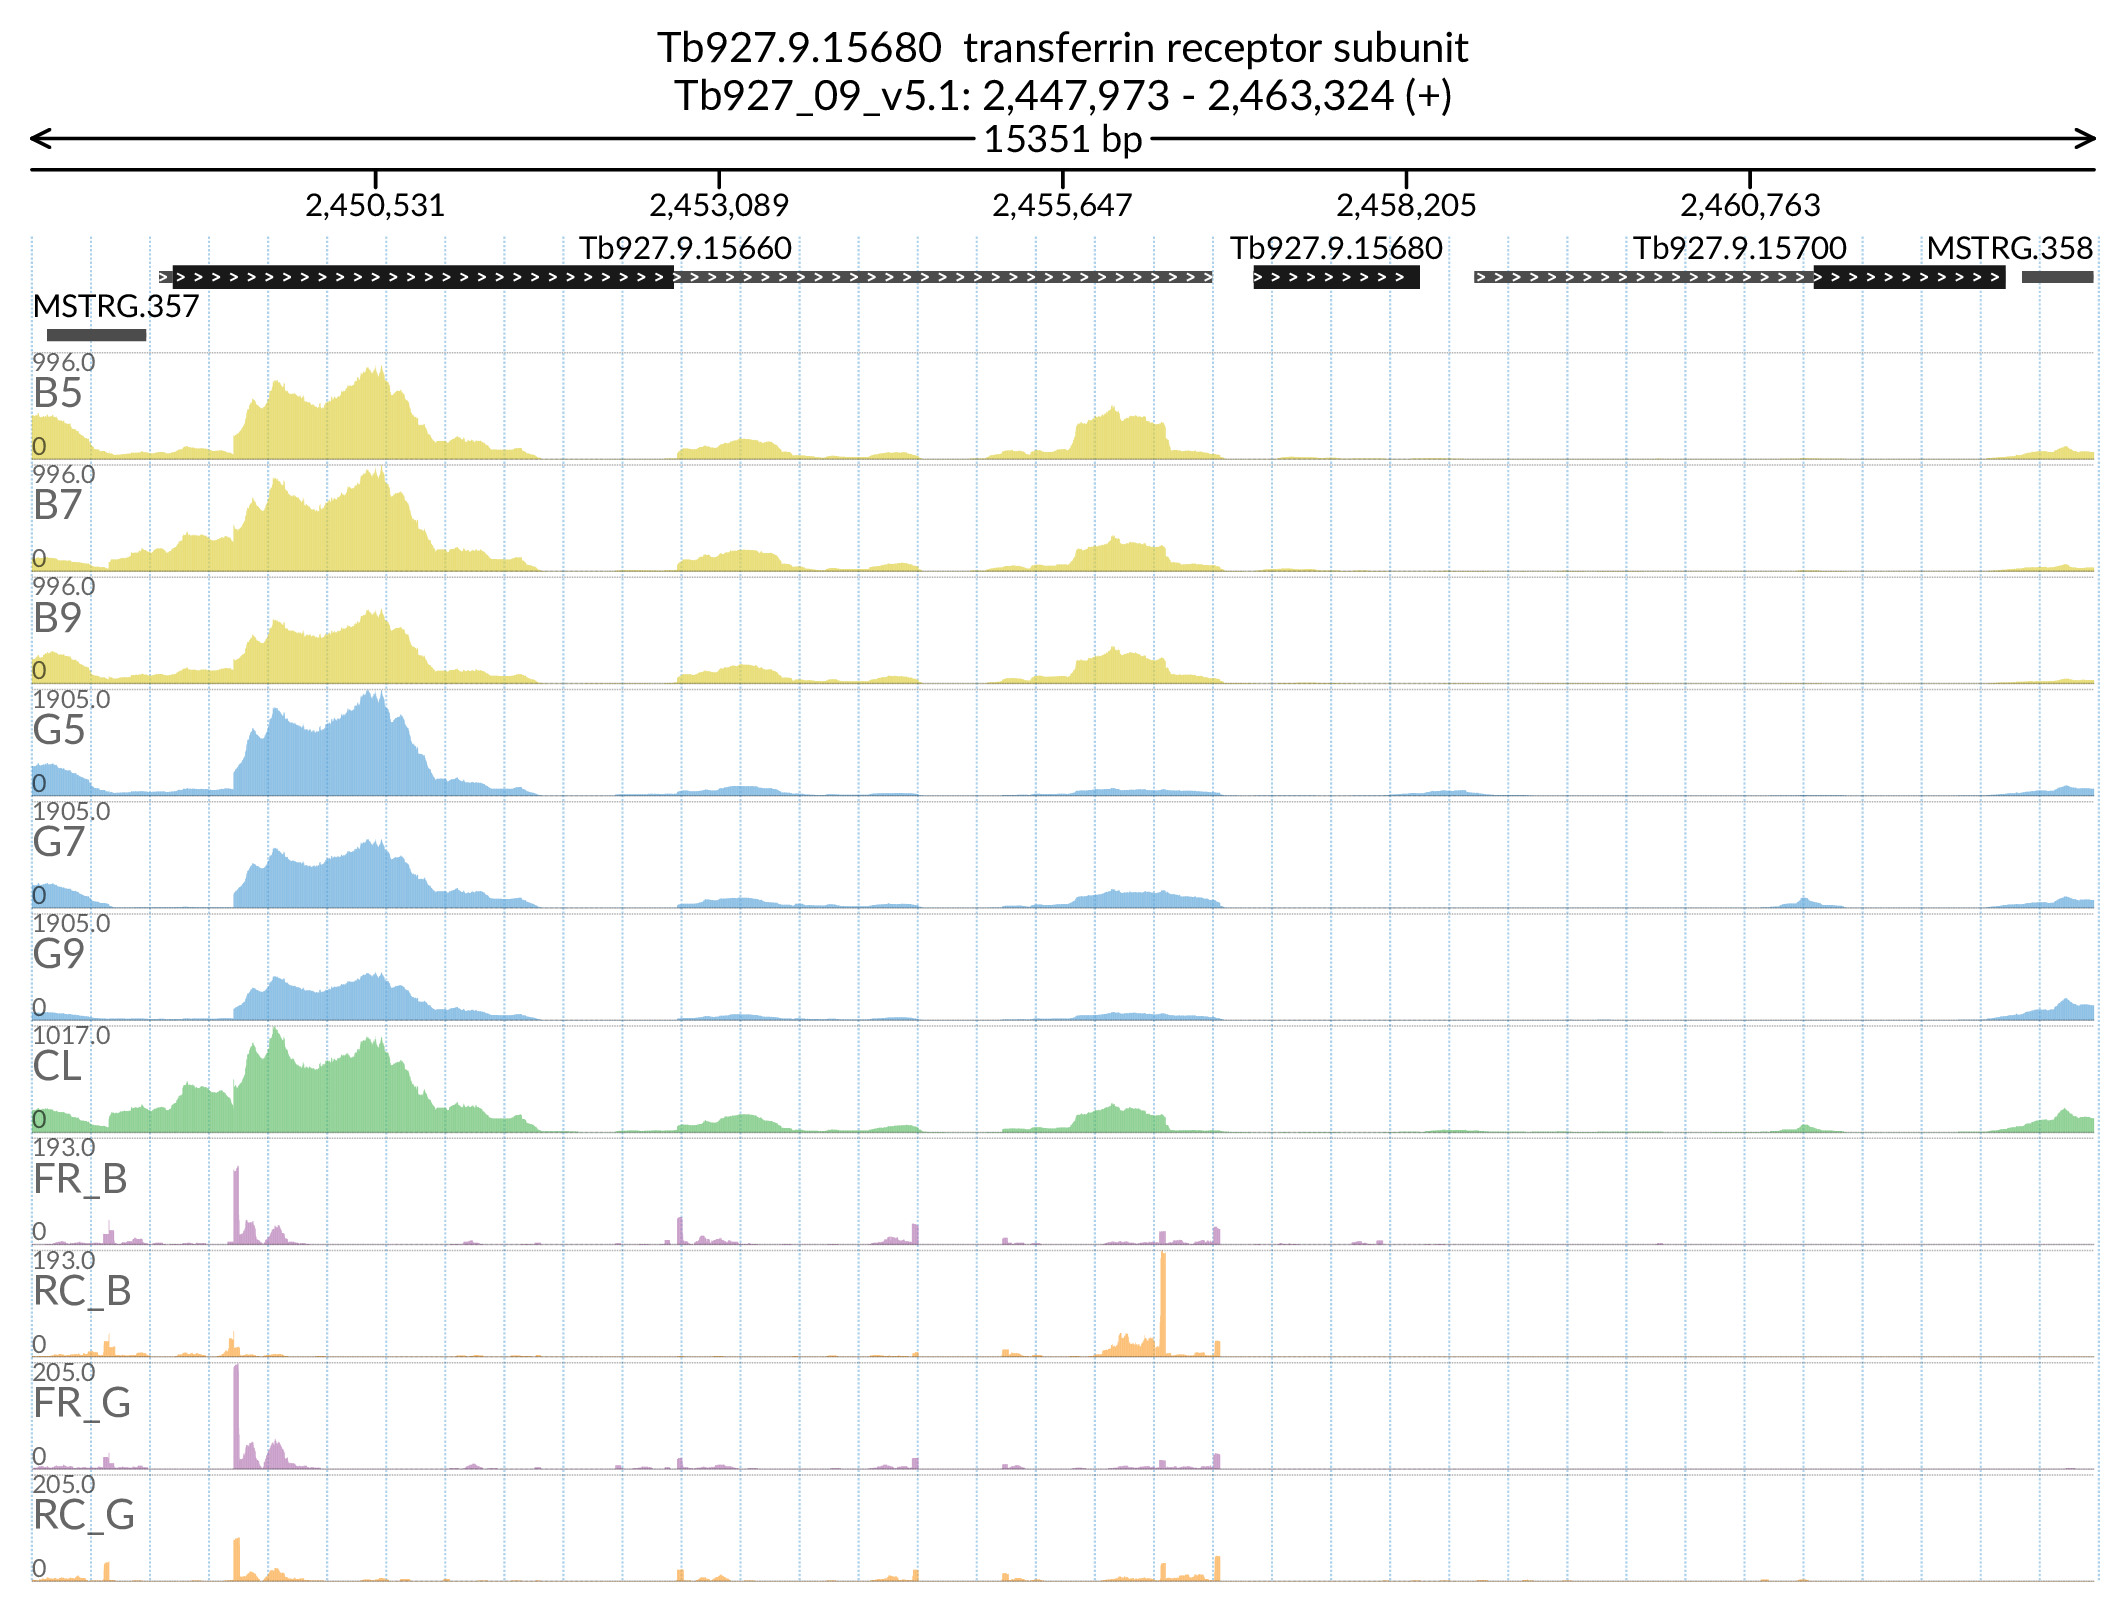 Tb927.9.15680  transferrin receptor subunit
Tb927_09_v5.1: 2,447,973 - 2,463,324 (+)
15351 bp
2,450,531 2,453,089 2,455,647 2,458,205 2,460,763
Tb927.9.15660 Tb927.9.15680 Tb927.9.15700 MSTRG.358
MSTRG.357
996.0
B5
0
996.0
B7
0
996.0
B9
0
1905.0
G5
0
1905.0
G7
0
1905.0
G9
0
1017.0
CL
0
193.0
FR_B
0
193.0
RC_B
0
205.0
FR_G
0
205.0
RC_G
0